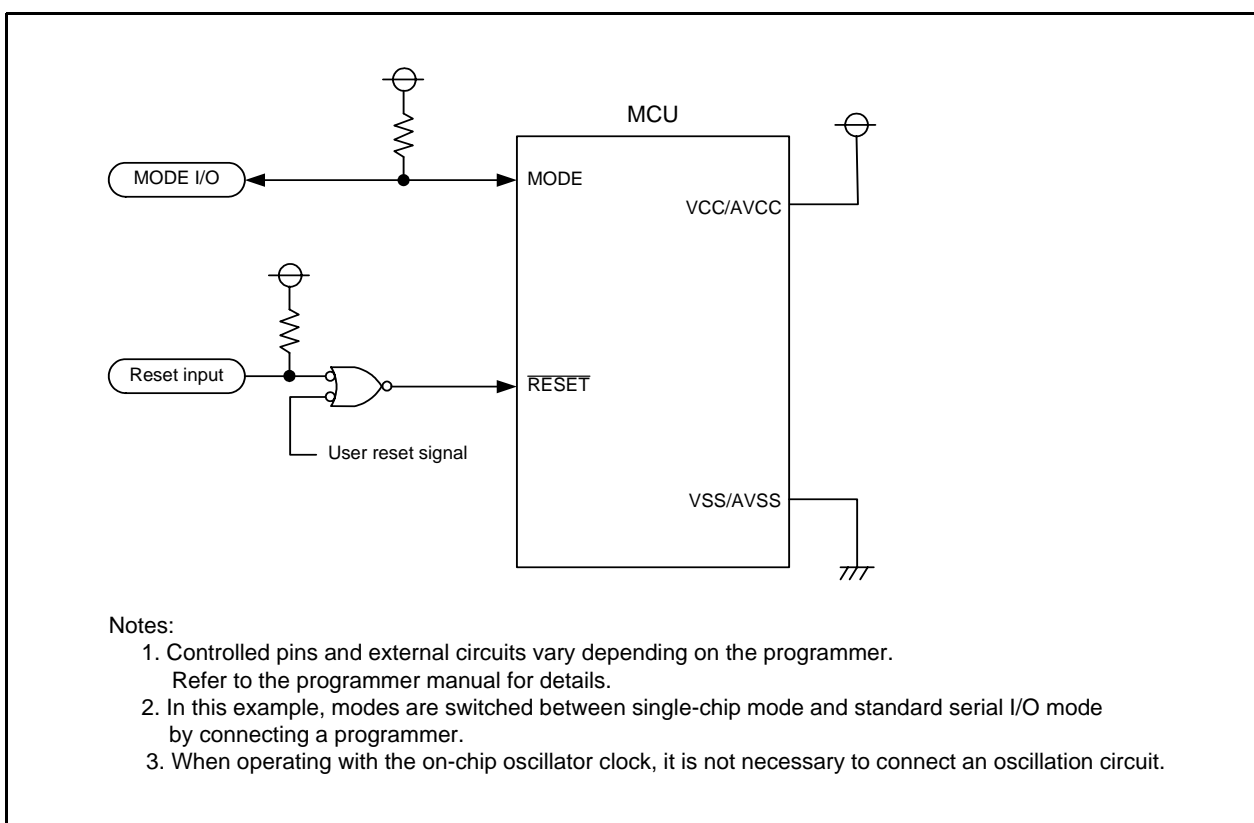 MCU
MODE I/O
MODE
VCC/AVCC
Reset input
RESET
User reset signal
VSS/AVSS
Notes:
1. Controlled pins and external circuits vary depending on the programmer.
Refer to the programmer manual for details.
2. In this example, modes are switched between single-chip mode and standard serial I/O mode
by connecting a programmer.
3. When operating with the on-chip oscillator clock, it is not necessary to connect an oscillation circuit.